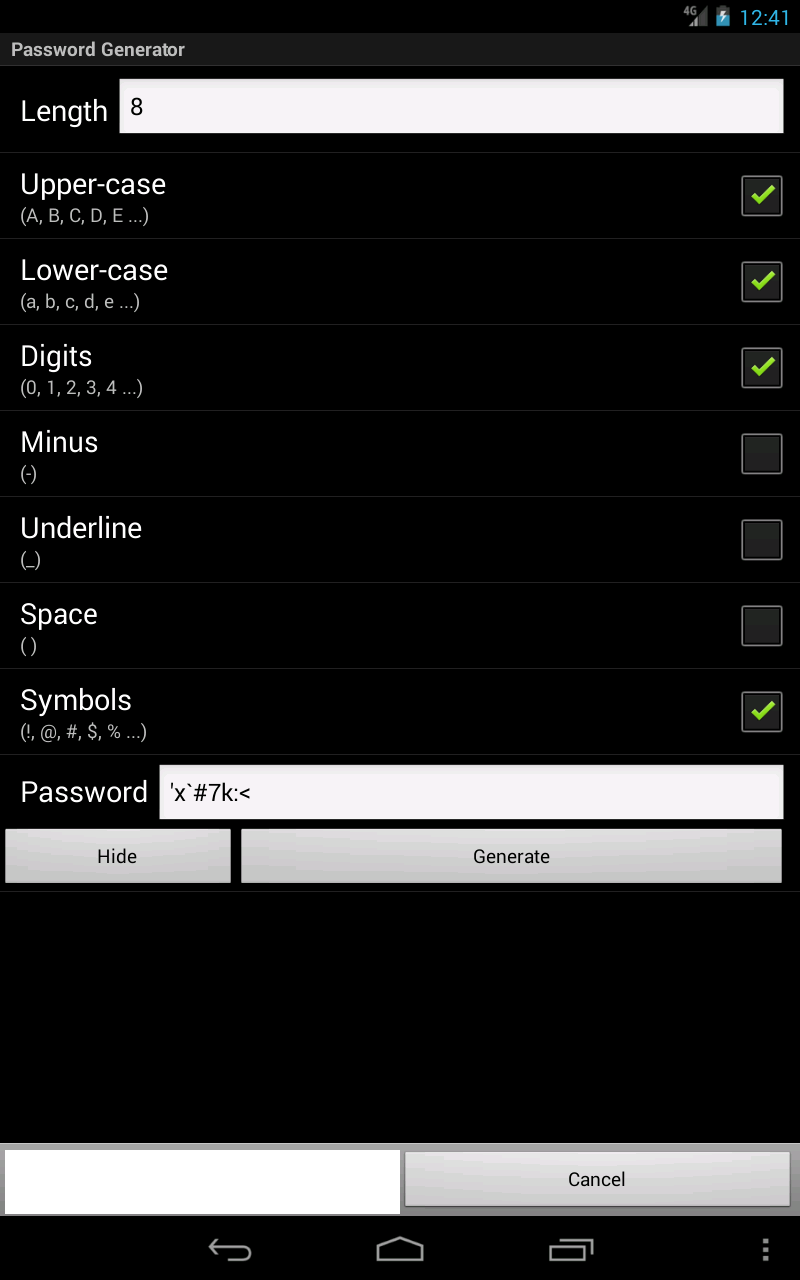 4G 12:41
Password Generator
Length 8
Upper-case
(A, B, C, D, E ...)
Lower-case
(a, b, c, d, e ...)
Digits
(0, 1, 2, 3, 4 ...)
Minus
(-)
Underline
(_)
Space
( )
Symbols
(!, @, #, $, % ...)
Password 'x`#7k:<
Hide Generate
Cancel